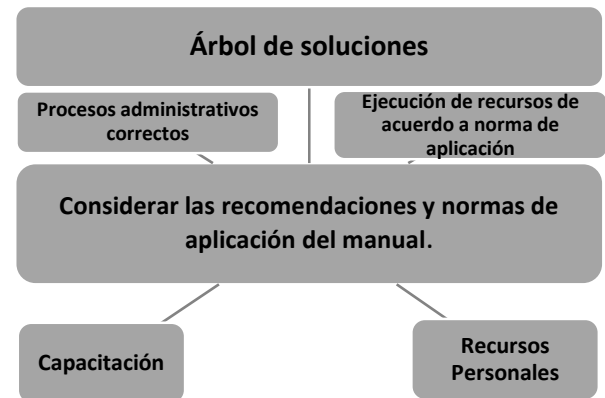 Árbol de soluciones
Procesos administrativos
correctos
Ejecución de recursos de
acuerdo a norma de
aplicación
Considerar las recomendaciones y normas de
aplicación del manual.
Capacitación
Recursos
Personales